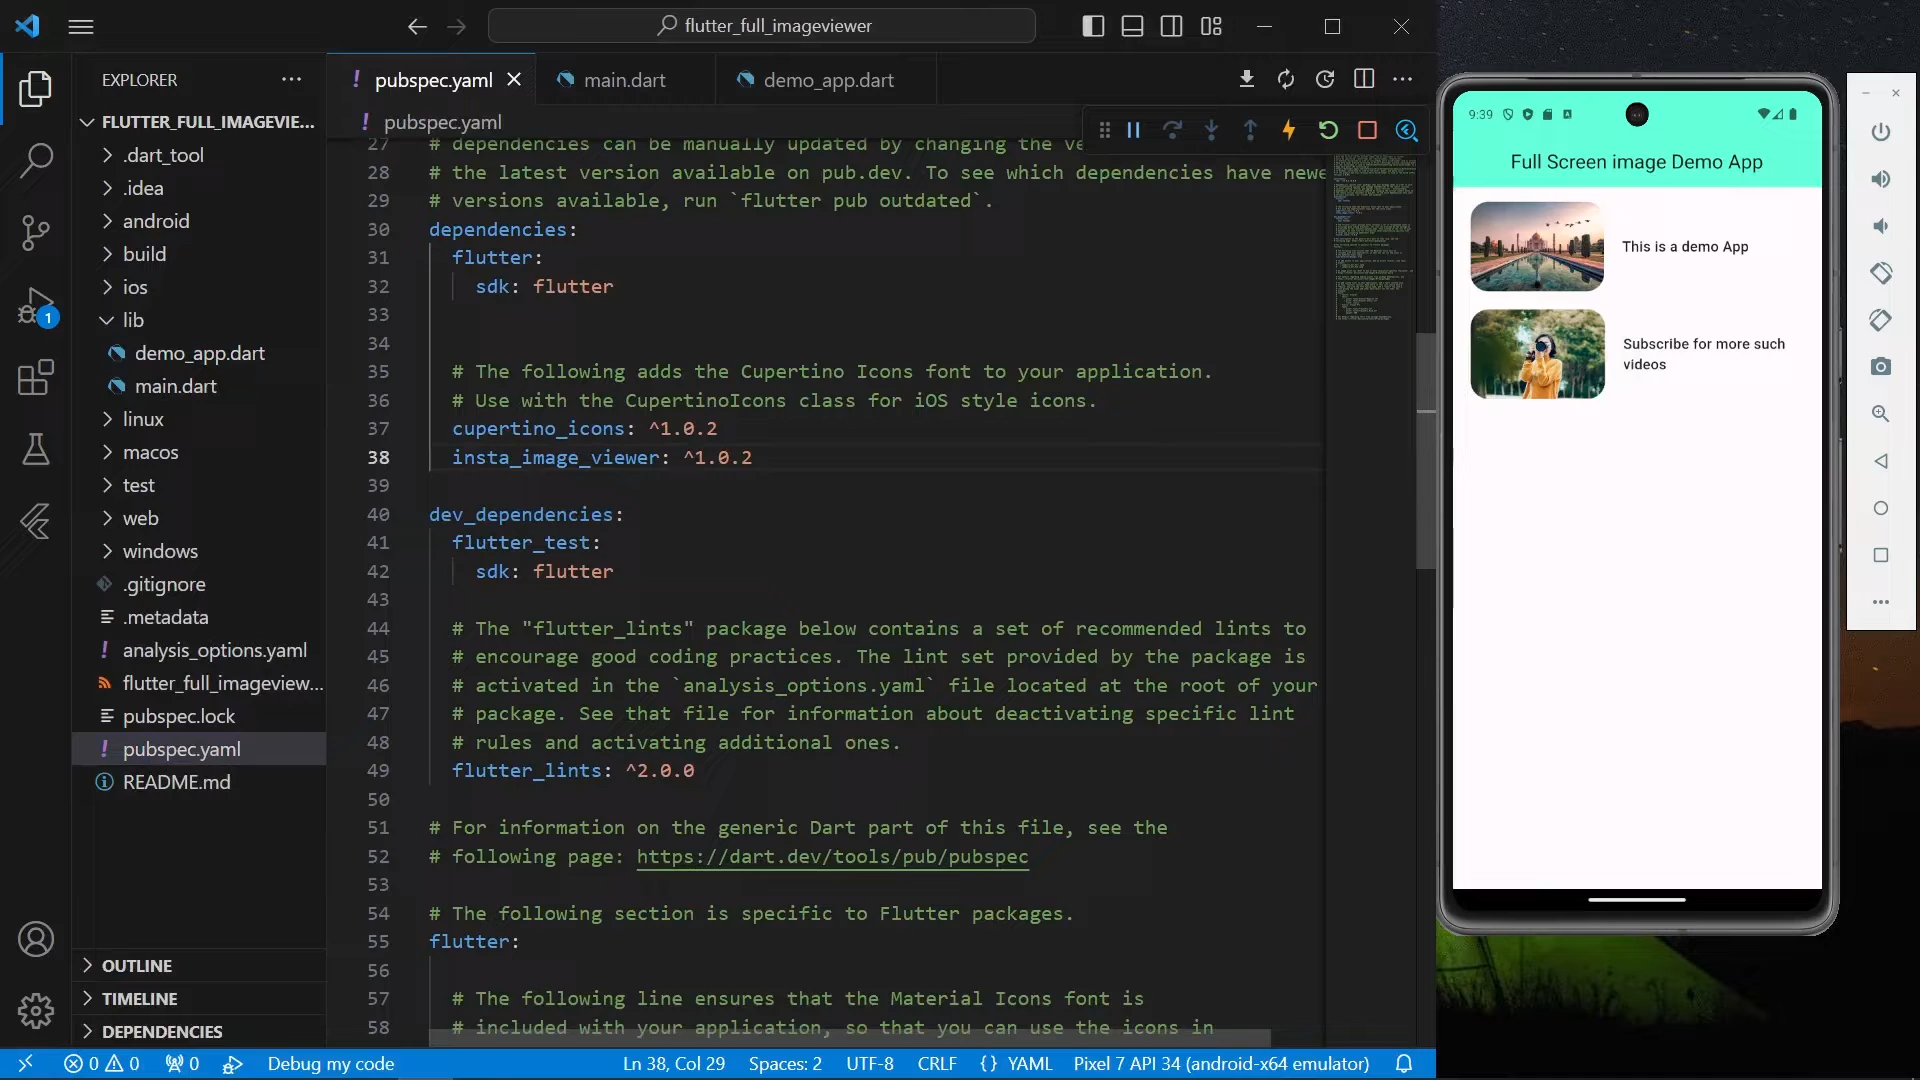 flutter_full_imageviewer
EXPLORER
FLUTTER_FULL_IMAGEVIE...
.dart_tool
.idea
android
build
ios
lib
demo_app.dart
main.dart
linux
macos
test
web
windows
.gitignore
.metadata
analysis_options.yaml
flutter_full_imageview...
pubspec.lock
pubspec.yaml
README.md
OUTLINE
TIMELINE
DEPENDENCIES
1
pubspec.yaml
main.dart
demo_app.dart
pubspec.yaml
27 # dependencies can be manually updated by changing the ve
28 # the latest version available on pub.dev. To see which dependencies have newe
29 # versions available, run `flutter pub outdated`.
30 dependencies:
31 flutter:
32 sdk: flutter
33
34
35 # The following adds the Cupertino Icons font to your application.
36 # Use with the CupertinoIcons class for iOS style icons.
37 cupertino_icons: ^1.0.2
38 insta_image_viewer: ^1.0.2
39
40 dev_dependencies:
41 flutter_test:
42 sdk: flutter
43
44 # The "flutter_lints" package below contains a set of recommended lints to
45 # encourage good coding practices. The lint set provided by the package is
46 # activated in the `analysis_options.yaml` file located at the root of your
47 # package. See that file for information about deactivating specific lint
48 # rules and activating additional ones.
49 flutter_lints: ^2.0.0
50
51 # For information on the generic Dart part of this file, see the
52 # following page: https://dart.dev/tools/pub/pubspec
53
54 # The following section is specific to Flutter packages.
55 flutter:
56
57 # The following line ensures that the Material Icons font is
58 # included with your application, so that you can use the icons in
0 0 0 Debug my code Ln 38, Col 29 Spaces: 2 UTF-8 CRLF {} YAML Pixel 7 API 34 (android-x64 emulator)
9:39
Full Screen image Demo App
This is a demo App
Subscribe for more such
videos